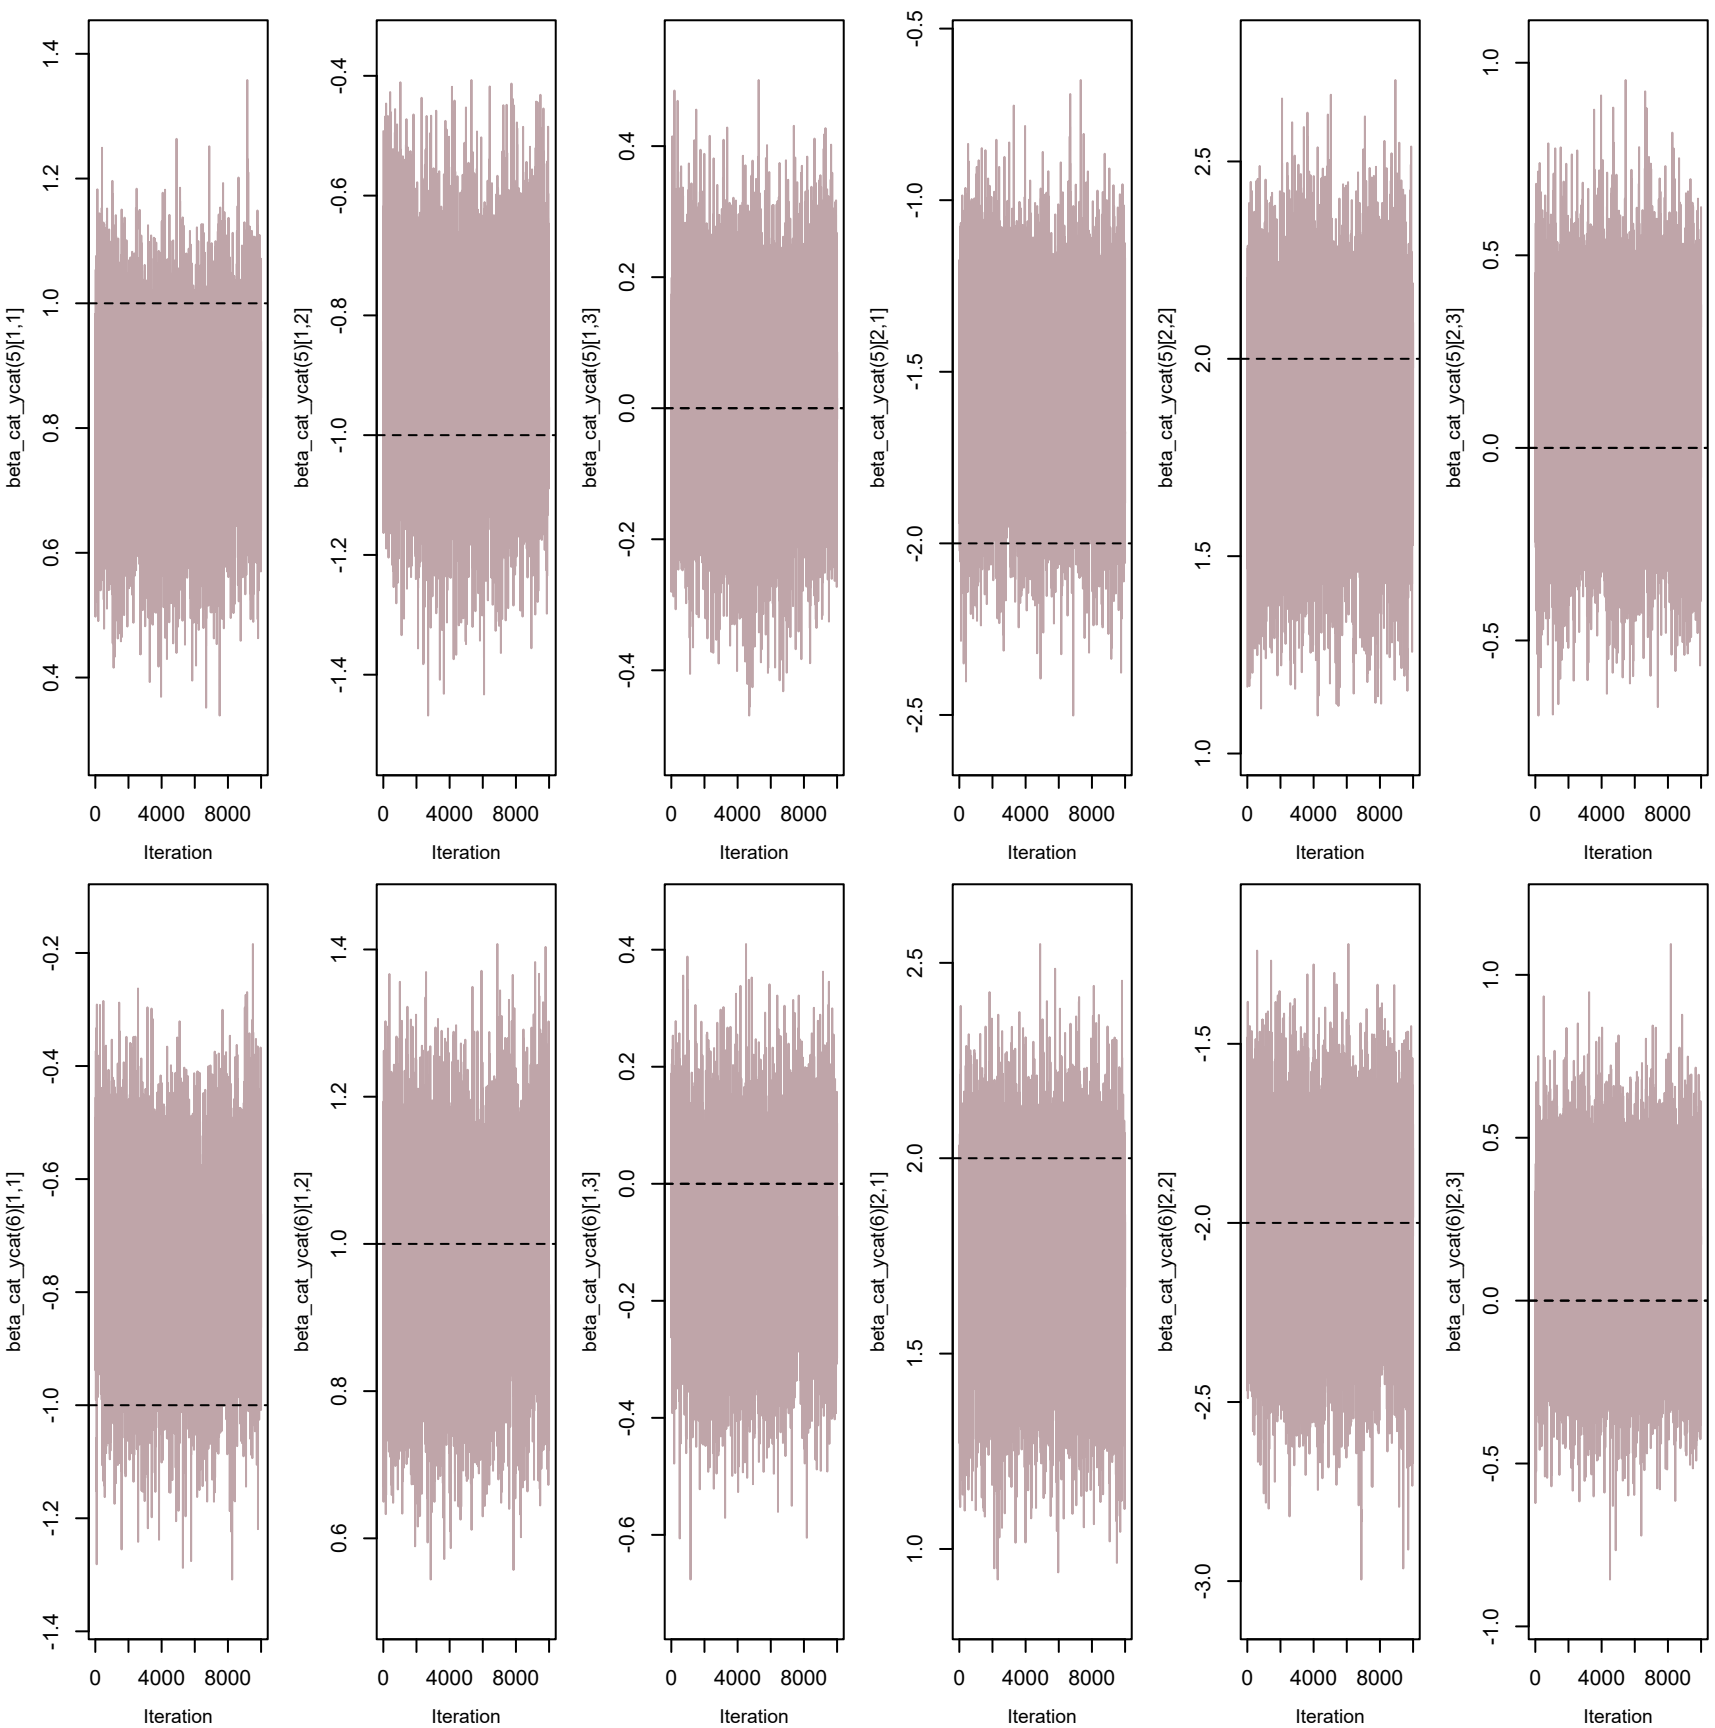 beta_cat_ycat(5)[1,1]
0.4 0.6 0.8 1.0 1.2 1.4
0 4000 8000
Iteration
beta_cat_ycat(5)[1,2]
-1.4 -1.2 -1.0 -0.8 -0.6 -0.4
0 4000 8000
Iteration
beta_cat_ycat(5)[1,3]
-0.4 -0.2 0.0 0.2 0.4
0 4000 8000
Iteration
beta_cat_ycat(5)[2,1]
-2.5 -2.0 -1.5 -1.0 -0.5
0 4000 8000
Iteration
beta_cat_ycat(5)[2,2]
1.0 1.5 2.0 2.5
0 4000 8000
Iteration
beta_cat_ycat(5)[2,3]
-0.5 0.0 0.5 1.0
0 4000 8000
Iteration
beta_cat_ycat(6)[1,1]
-1.4 -1.2 -1.0 -0.8 -0.6 -0.4 -0.2
0 4000 8000
Iteration
beta_cat_ycat(6)[1,2]
0.6 0.8 1.0 1.2 1.4
0 4000 8000
Iteration
beta_cat_ycat(6)[1,3]
-0.6 -0.4 -0.2 0.0 0.2 0.4
0 4000 8000
Iteration
beta_cat_ycat(6)[2,1]
1.0 1.5 2.0 2.5
0 4000 8000
Iteration
beta_cat_ycat(6)[2,2]
-3.0 -2.5 -2.0 -1.5
0 4000 8000
Iteration
beta_cat_ycat(6)[2,3]
-1.0 -0.5 0.0 0.5 1.0
0 4000 8000
Iteration